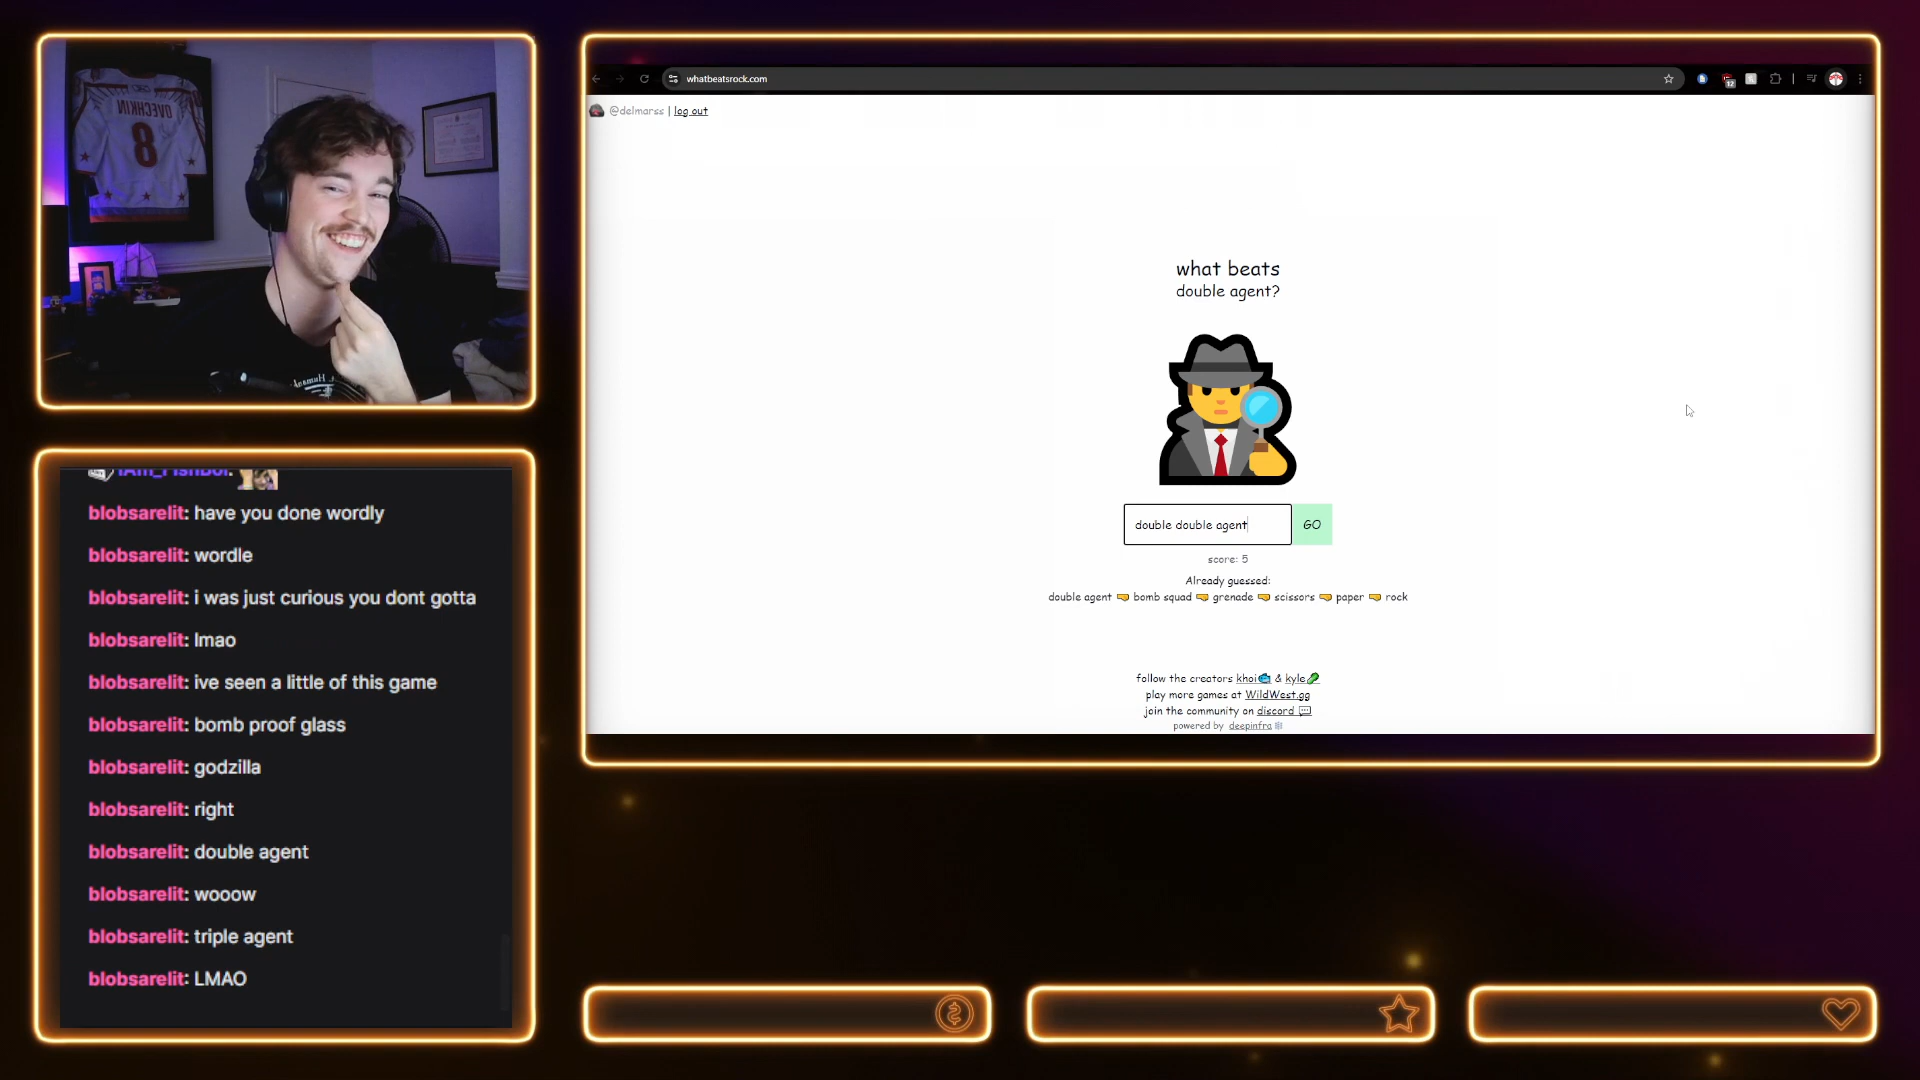 OVECHKIN
8
whatbeatsrock.com
12
@delmarss | log out
what beats
double agent?
double double agent
GO
score: 5
Already guessed:
double agent 🤜 bomb squad 🤜 grenade 🤜 scissors 🤜 paper 🤜 rock
follow the creators khoi & kyle
play more games at WildWest.gg
join the community on discord
powered by deepinfra
iAm_FishBoi:
blobsarelit: have you done wordly
blobsarelit: wordle
blobsarelit: i was just curious you dont gotta
blobsarelit: lmao
blobsarelit: ive seen a little of this game
blobsarelit: bomb proof glass
blobsarelit: godzilla
blobsarelit: right
blobsarelit: double agent
blobsarelit: wooow
blobsarelit: triple agent
blobsarelit: LMAO